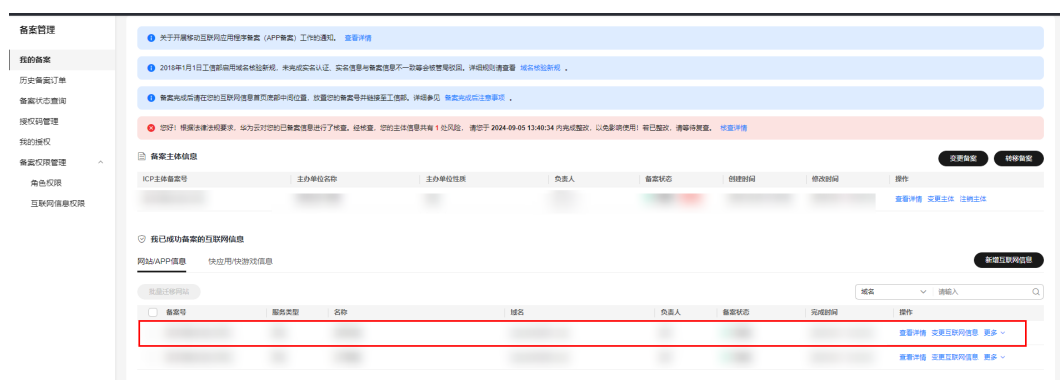 备案管理
我的备案
历史备案订单
备案状态查询
授权码管理
我的授权
备案权限管理
角色权限
互联网信息权限
关于开展移动互联网应用程序备案（APP备案）工作的通知。 查看详情
2018年1月1日工信部启用域名核验新规，未完成实名认证、实名信息与备案信息不一致等会被管局驳回。详细规则请查看 域名核验新规 。
备案完成后请在您的互联网信息首页底部中间位置，放置您的备案号并链接至工信部。详细参见 备案完成后注意事项 。
您好！根据法律法规要求，华为云对您的已备案信息进行了核查。经核查，您的主体信息共有 1 处风险， 请您于 2024-09-05 13:40:34 内完成整改，以免影响使用！若已整改，请等待复查。 核查详情
备案主体信息
变更备案 转移备案
ICP主体备案号 主办单位名称 主办单位性质 负责人 备案状态 创建时间 修改时间 操作
查看详情 变更主体 注销主体
我已成功备案的互联网信息
网站/APP信息 快应用/快游戏信息
新增互联网信息
批量迁移网站
域名 请输入
备案号 服务类型 名称 域名 负责人 备案状态 完成时间 操作
查看详情 变更互联网信息 更多
查看详情 变更互联网信息 更多